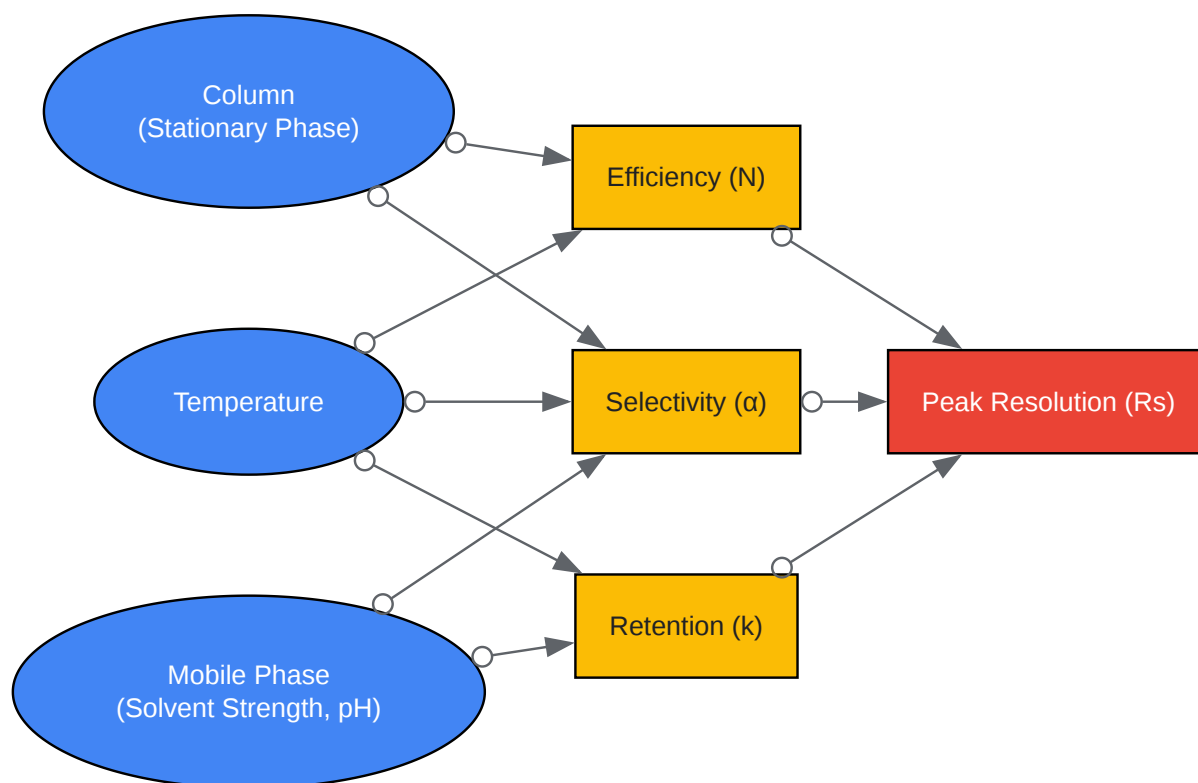 Column
(Stationary Phase)
Efficiency (N)
Temperature
Selectivity (α)
Peak Resolution (Rs)
Retention (k)
Mobile Phase
(Solvent Strength, pH)